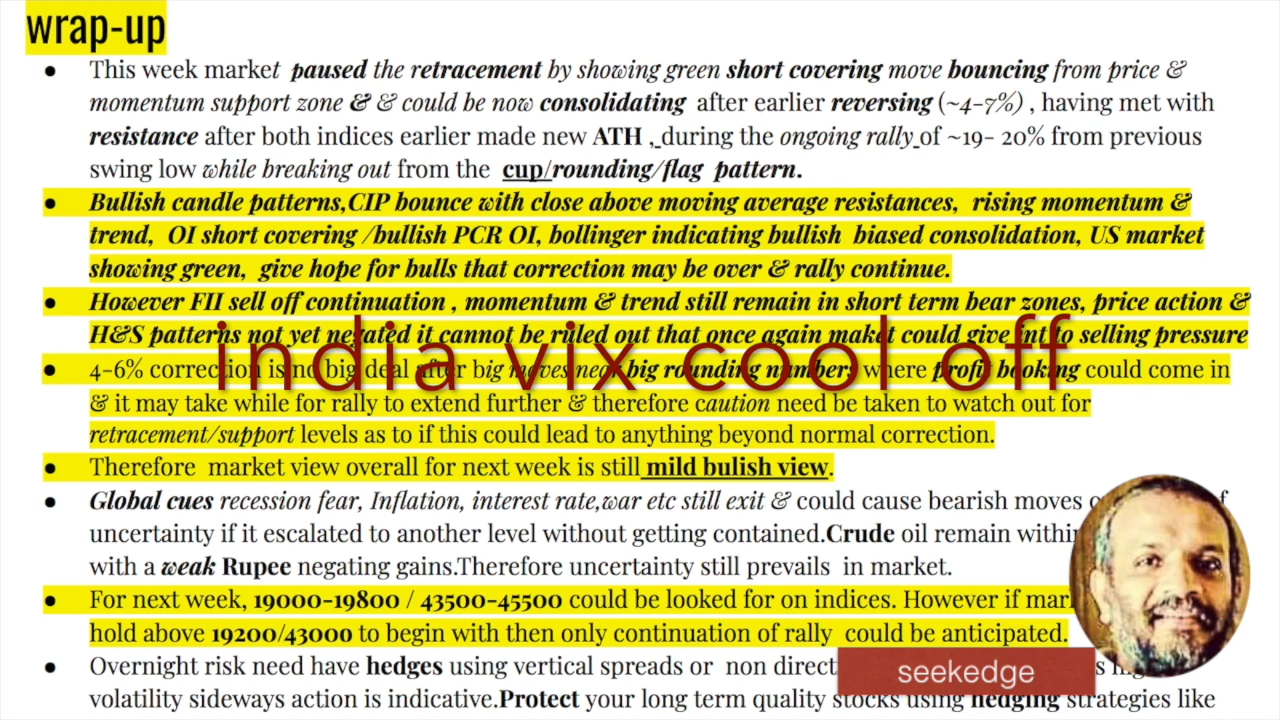 wrap-up
● This week market paused the retracement by showing green short covering move bouncing from price &
momentum support zone & & could be now consolidating after earlier reversing (~4-7%) , having met with
resistance after both indices earlier made new ATH , during the ongoing rally of ~19- 20% from previous
swing low while breaking out from the cup/rounding/flag pattern.
● Bullish candle patterns,CIP bounce with close above moving average resistances, rising momentum &
trend, OI short covering /bullish PCR OI, bollinger indicating bullish biased consolidation, US market
showing green, give hope for bulls that correction may be over & rally continue.
● However FII sell off continuation , momentum & trend still remain in short term bear zones, price action &
H&S patterns not yet negated it cannot be ruled out that once again maket could give int to selling pressure
india vix cool off
● 4-6% correction is no big deal after big moves near big rounding numbers where profit booking could come in
& it may take while for rally to extend further & therefore caution need be taken to watch out for
retracement/support levels as to if this could lead to anything beyond normal correction.
● Therefore market view overall for next week is still mild bulish view.
● Global cues recession fear, Inflation, interest rate,war etc still exit & could cause bearish moves
uncertainty if it escalated to another level without getting contained.Crude oil remain within
with a weak Rupee negating gains.Therefore uncertainty still prevails in market.
● For next week, 19000-19800 / 43500-45500 could be looked for on indices. However if
hold above 19200/43000 to begin with then only continuation of rally could be anticipated.
● Overnight risk need have hedges using vertical spreads or non
seekedge
volatility sideways action is indicative.Protect your long term quality stocks using hedging strategies like